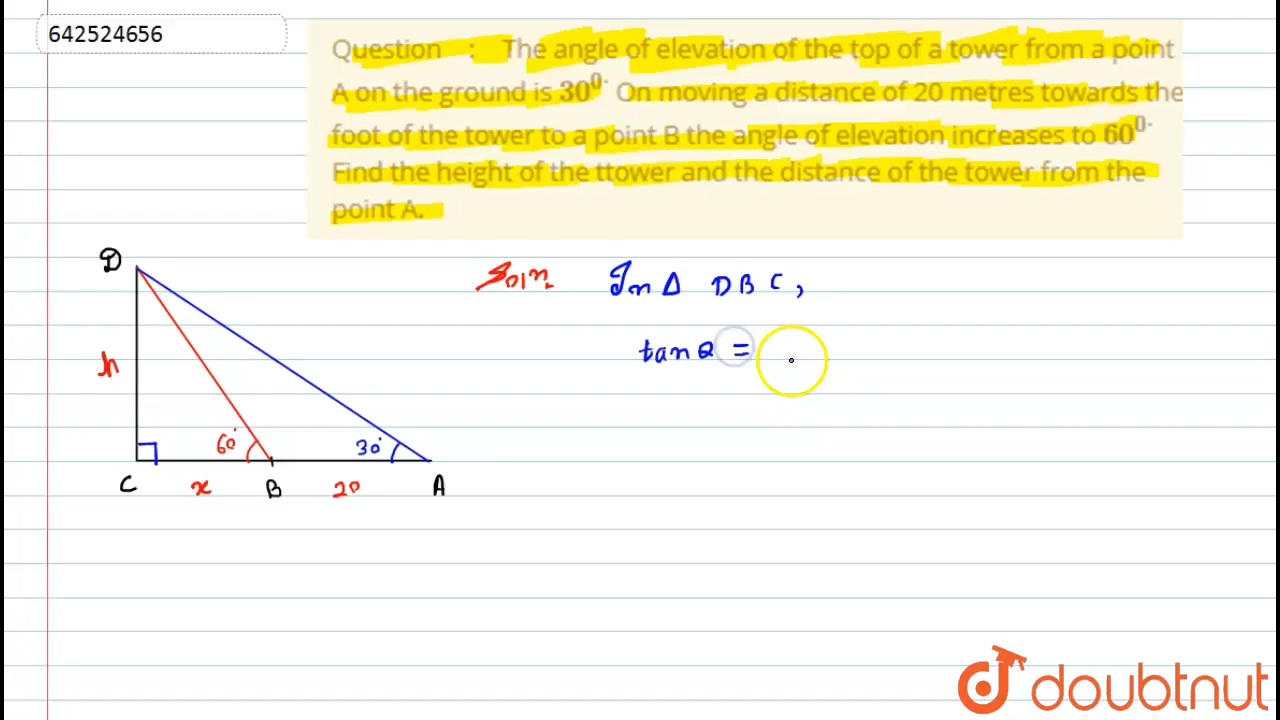 642524656
Question : The angle of elevation of the top of a tower from a point
A on the ground is 30⁰· On moving a distance of 20 metres towards the
foot of the tower to a point B the angle of elevation increases to 60⁰·
Find the height of the ttower and the distance of the tower from the
point A.
D
Soln. In Δ DBC,
tan θ =
h
60° 30°
C x B 20 A
doubtnut